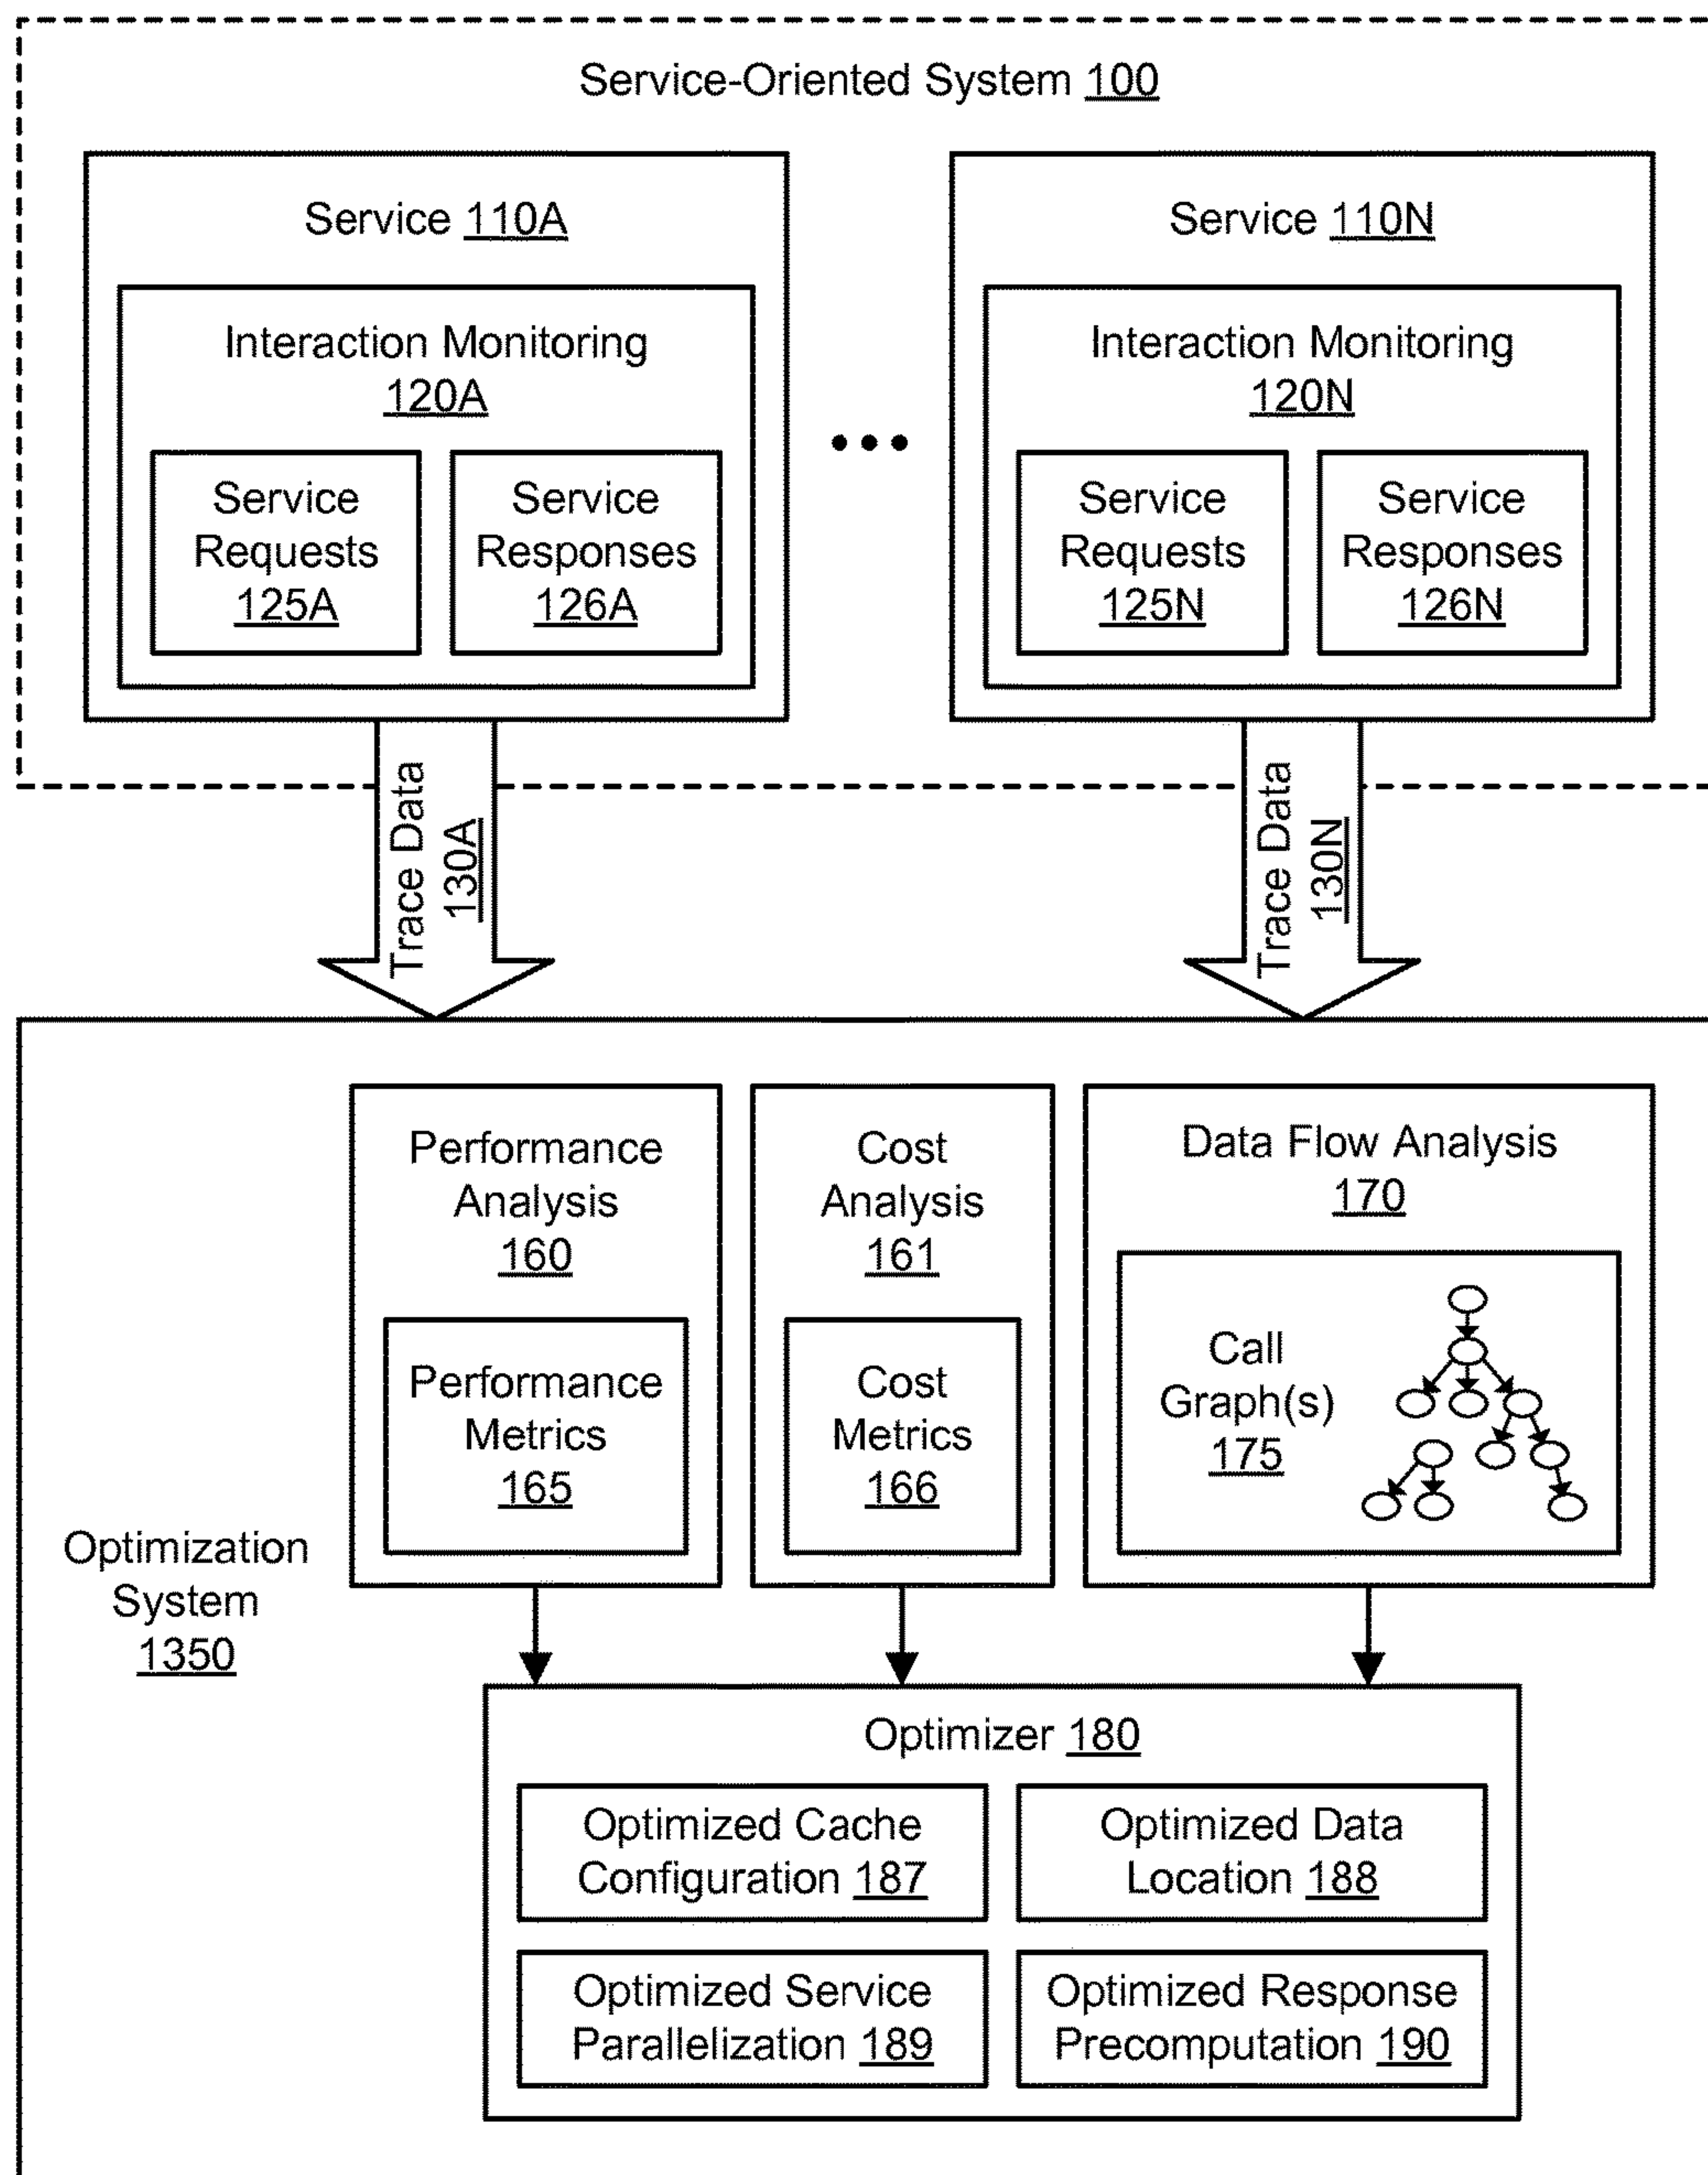 Service-Oriented System 100
Service 110A
Interaction Monitoring
120A
Service
Requests
125A
Service
Responses
126A
•••
Service 110N
Interaction Monitoring
120N
Service
Requests
125N
Service
Responses
126N
Trace Data
130A
Trace Data
130N
Optimization
System
1350
Performance
Analysis
160
Performance
Metrics
165
Cost
Analysis
161
Cost
Metrics
166
Data Flow Analysis
170
Call
Graph(s)
175
Optimizer 180
Optimized Cache
Configuration 187
Optimized Data
Location 188
Optimized Service
Parallelization 189
Optimized Response
Precomputation 190